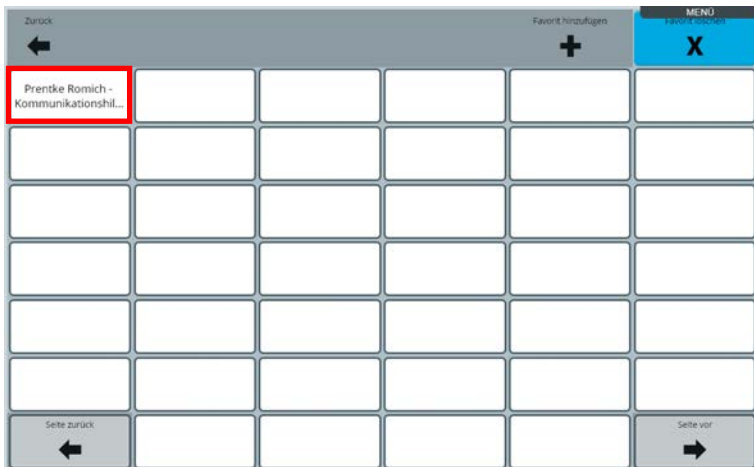 MENÜ
Zurück
Favorit hinzufügen
Favorit löschen
X
Prentke Romich -
Kommunikationshil...
Seite zurück
Seite vor